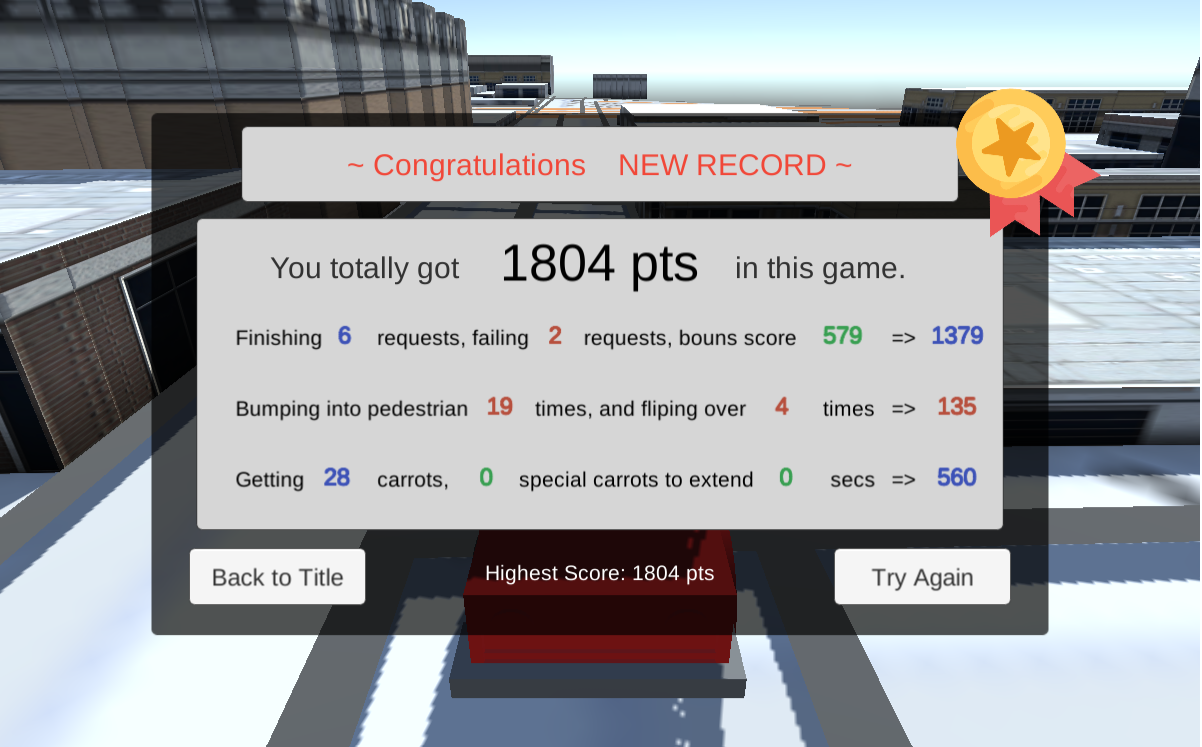 ~ Congratulations NEW RECORD ~
You totally got 1804 pts in this game.
Finishing 6 requests, failing 2 requests, bouns score 579 => 1379
Bumping into pedestrian 19 times, and fliping over 4 times => 135
Getting 28 carrots, 0 special carrots to extend 0 secs => 560
Back to Title
Highest Score: 1804 pts
Try Again